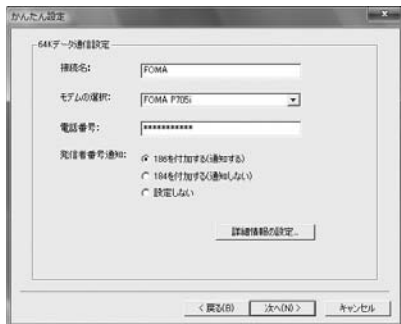 かんたん設定
64Kデータ通信設定
接続名: FOMA
モデムの選択: FOMA P705i
電話番号: ***********
発信者番号通知: 186を付加する(通知する)
184を付加する(通知しない)
設定しない
詳細情報の設定...
< 戻る(B) 次へ(N) > キャンセル